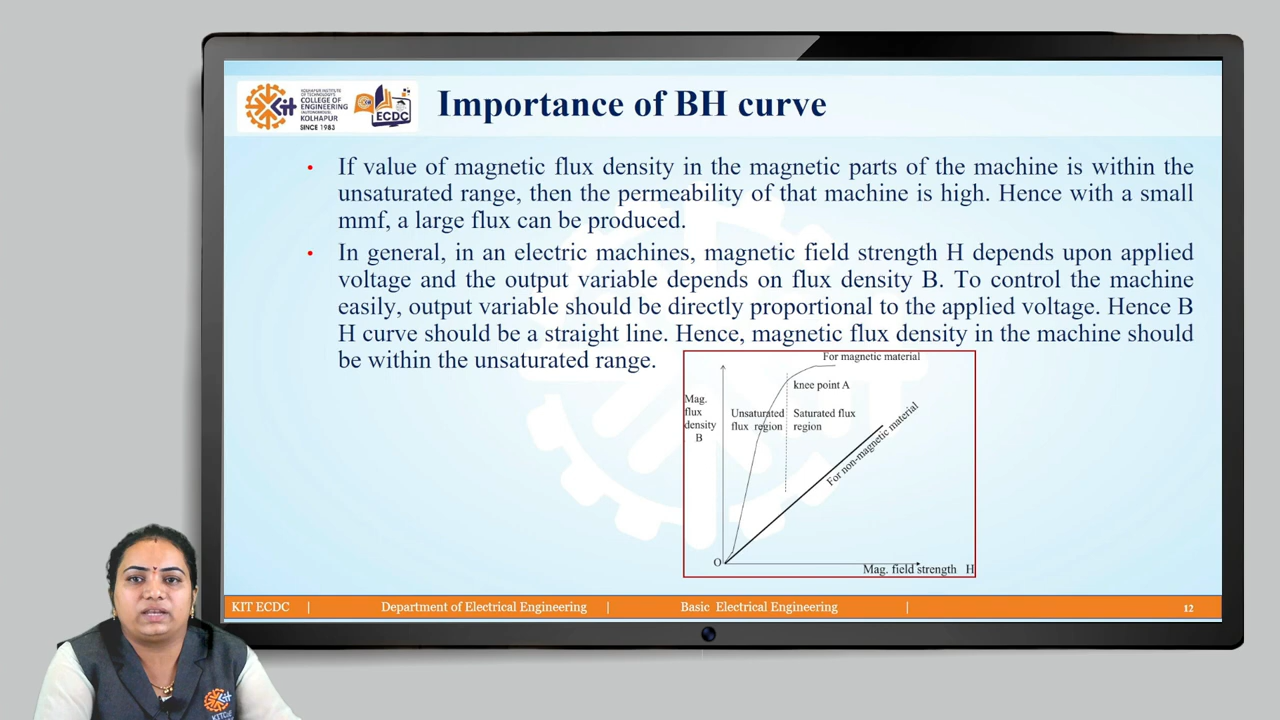 KOLHAPUR INSTITUTE
OF TECHNOLOGY'S
COLLEGE OF
ENGINEERING
(AUTONOMOUS),
KOLHAPUR
SINCE 1983
ECDC
Importance of BH curve
• If value of magnetic flux density in the magnetic parts of the machine is within the
unsaturated range, then the permeability of that machine is high. Hence with a small
mmf, a large flux can be produced.
• In general, in an electric machines, magnetic field strength H depends upon applied
voltage and the output variable depends on flux density B. To control the machine
easily, output variable should be directly proportional to the applied voltage. Hence B
H curve should be a straight line. Hence, magnetic flux density in the machine should
be within the unsaturated range.
For magnetic material
knee point A
Mag.
flux
density
B
Unsaturated
flux region
Saturated flux
region
For non-magnetic material
O
Mag. field strength H
KIT ECDC | Department of Electrical Engineering | Basic Electrical Engineering | 12